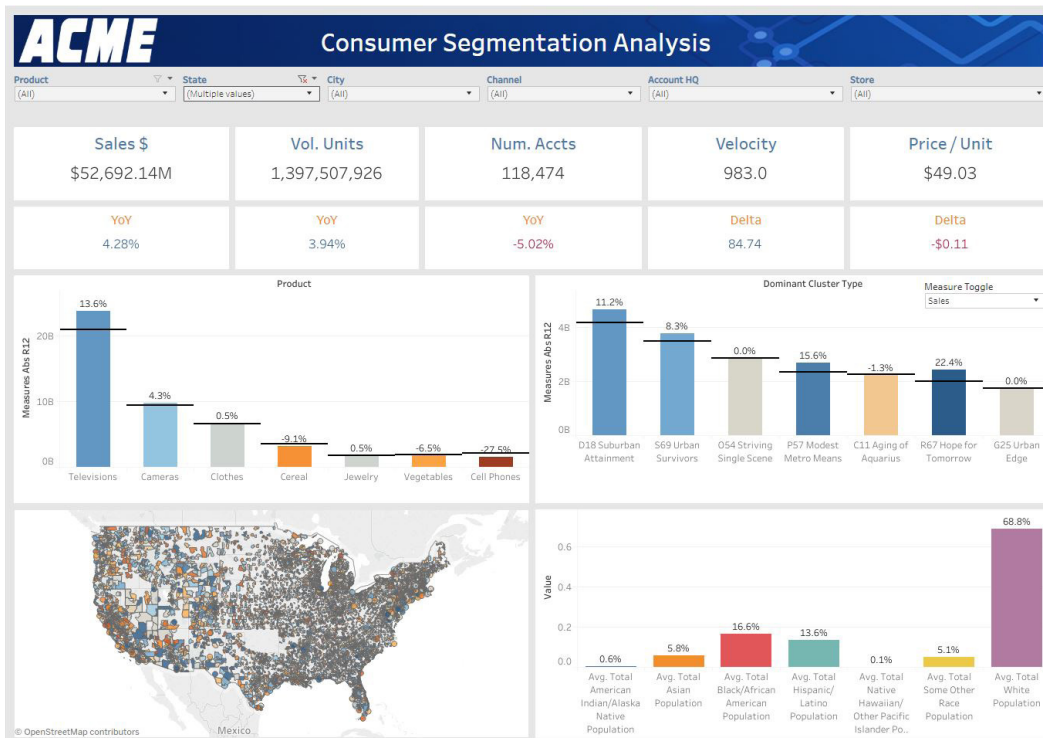 ACME
Consumer Segmentation Analysis
Product State City Channel Account HQ Store
(All) (Multiple values) (All) (All) (All) (All)
Sales $ Vol. Units Num. Accts Velocity Price / Unit
$52,692.14M 1,397,507,926 118,474 983.0 $49.03
YoY YoY YoY Delta Delta
4.28% 3.94% -5.02% 84.74 -$0.11
Product
Measures Abs R12
20B
10B
0B
13.6%
4.3%
0.5%
-9.1%
0.5%
-6.5%
-27.5%
Televisions Cameras Clothes Cereal Jewelry Vegetables Cell Phones
Dominant Cluster Type
Measure Toggle
Sales
Measures Abs R12
4B
2B
0B
11.2%
8.3%
0.0%
15.6%
-1.3%
22.4%
0.0%
D18 Suburban
Attainment
S69 Urban
Survivors
O54 Striving
Single Scene
P57 Modest
Metro Means
C11 Aging of
Aquarius
R67 Hope for
Tomorrow
G25 Urban
Edge
Mexico
© OpenStreetMap contributors
Value
0.6
0.4
0.2
0.0
0.6%
5.8%
16.6%
13.6%
0.1%
5.1%
68.8%
Avg. Total
American
Indian/Alaska
Native
Population
Avg. Total
Asian
Population
Avg. Total
Black/African
American
Population
Avg. Total
Hispanic/
Latino
Population
Avg. Total
Native
Hawaiian/
Other Pacific
Islander Po..
Avg. Total
Some Other
Race
Population
Avg. Total
White
Population